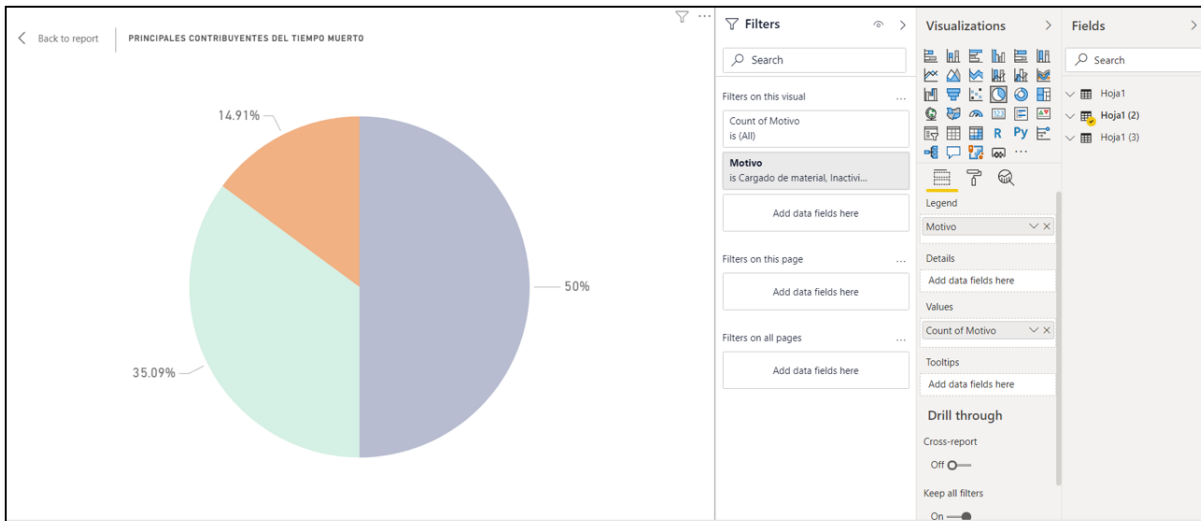 Back to report
PRINCIPALES CONTRIBUYENTES DEL TIEMPO MUERTO
14.91%
50%
35.09%
Filters
Search
Filters on this visual
...
Count of Motivo
is (All)
Motivo
is Cargado de material, Inactivi...
Add data fields here
Filters on this page
...
Add data fields here
Filters on all pages
...
Add data fields here
Visualizations
R
Py
...
Legend
Motivo
Details
Add data fields here
Values
Count of Motivo
Tooltips
Add data fields here
Drill through
Cross-report
Off
Keep all filters
On
Fields
Search
Hoja1
Hoja1 (2)
Hoja1 (3)